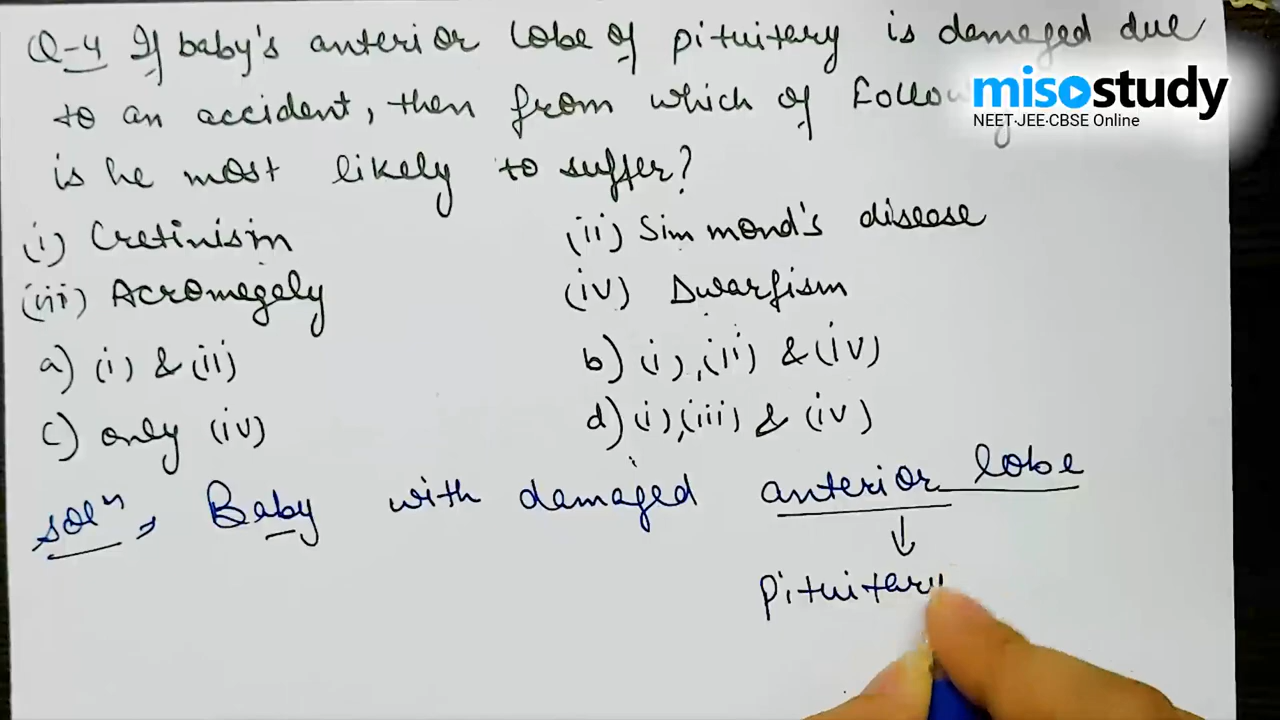 Q-4 If baby's anterior lobe of pituitary is damaged due
to an accident, then from which of
is he most likely to suffer?
misostudy
NEET·JEE·CBSE Online
(i) Cretinism
(ii) Simmond's disease
(iii) Acromegaly
(iv) Dwarfism
a) (i) & (ii)
b) (i), (ii) & (iv)
c) only (iv)
d) (i), (iii) & (iv)
solⁿ → Baby with damaged anterior lobe
↓
Pituitary